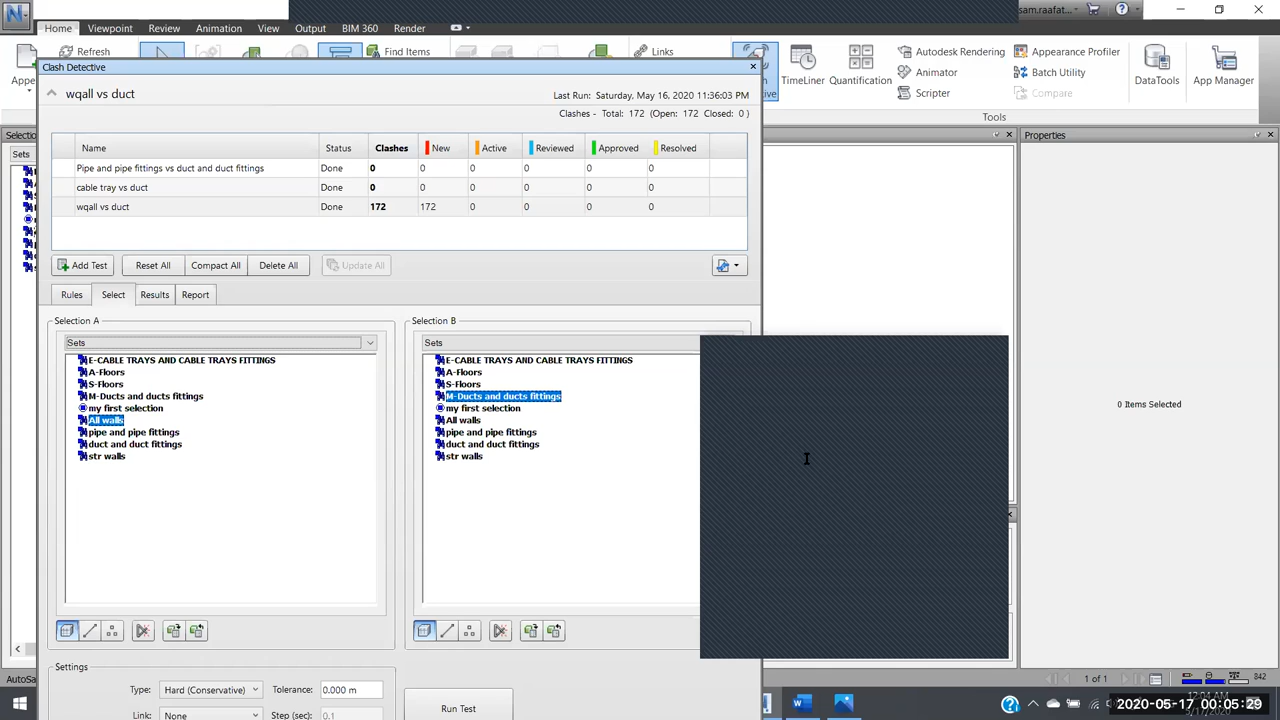 N
sam.raafat...
Home Viewpoint Review Animation View Output BIM 360 Render
Refresh
Find Items
Links
Autodesk Rendering
Appearance Profiler
Appe
TimeLiner
Quantification
Animator
Batch Utility
DataTools
App Manager
Scripter
Compare
Tools
Clash Detective
Selectio
Sets
Properties
0 Items Selected
wqall vs duct
Last Run: Saturday, May 16, 2020 11:36:03 PM
Clashes - Total: 172 (Open: 172 Closed: 0 )
Name Status Clashes New Active Reviewed Approved Resolved
Pipe and pipe fittings vs duct and duct fittings Done 0 0 0 0 0 0
cable tray vs duct Done 0 0 0 0 0 0
wqall vs duct Done 172 172 0 0 0 0
Add Test Reset All Compact All Delete All Update All
Rules Select Results Report
Selection A
Sets
E-CABLE TRAYS AND CABLE TRAYS FITTINGS
A-Floors
S-Floors
M-Ducts and ducts fittings
my first selection
All walls
pipe and pipe fittings
duct and duct fittings
str walls
Selection B
Sets
E-CABLE TRAYS AND CABLE TRAYS FITTINGS
A-Floors
S-Floors
M-Ducts and ducts fittings
my first selection
All walls
pipe and pipe fittings
duct and duct fittings
str walls
Settings
Type: Hard (Conservative) Tolerance: 0.000 m
Link: None Step (sec): 0.1
Run Test
AutoSa
1 of 1
842
2020-05-17 00:05:29